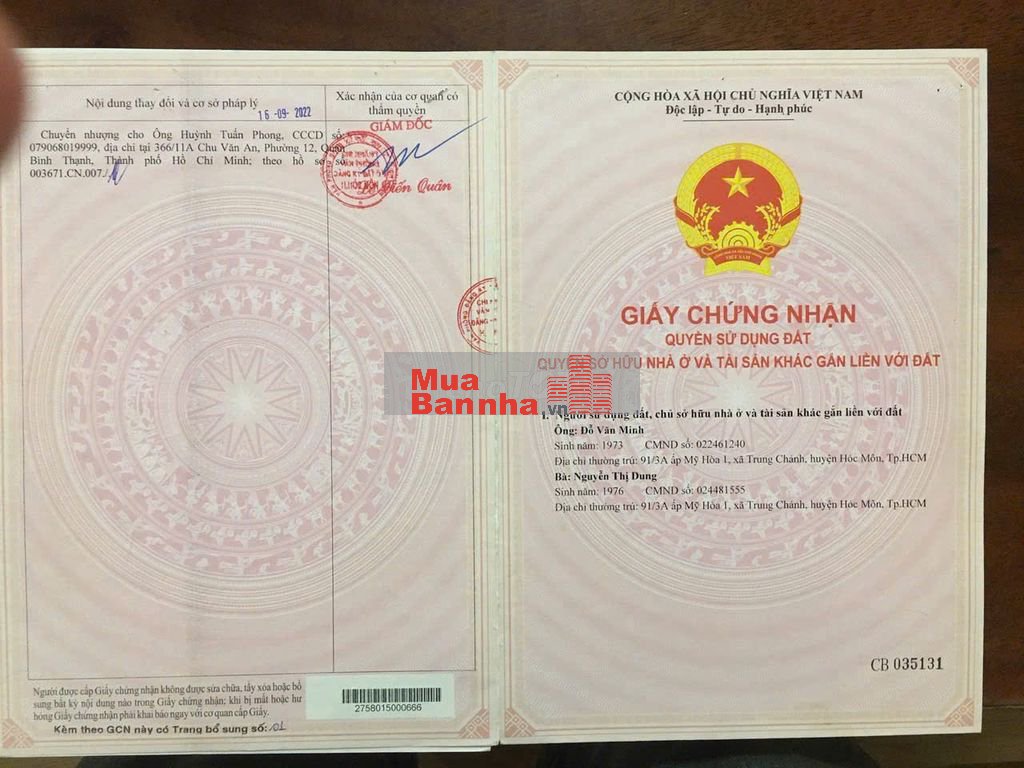 Nội dung thay đổi và cơ sở pháp lý
16-09-2022
Xác nhận của cơ quan có
thẩm quyền
Chuyển nhượng cho Ông Huỳnh Tuấn Phong, CCCD số:
079068019999, địa chỉ tại 366/11A Chu Văn An, Phường 12, Quận
Bình Thạnh, Thành phố Hồ Chí Minh; theo hồ sơ số
003671.CN.007./.
GIÁM ĐỐC
Lê Tiến Quân
Người được cấp Giấy chứng nhận không được sửa chữa, tẩy xóa hoặc bổ
sung bất kỳ nội dung nào trong Giấy chứng nhận; khi bị mất hoặc hư
hỏng Giấy chứng nhận phải khai báo ngay với cơ quan cấp Giấy.
Kèm theo GCN này có Trang bổ sung số: 01
2758015000666
CỘNG HÒA XÃ HỘI CHỦ NGHĨA VIỆT NAM
Độc lập - Tự do - Hạnh phúc
VIỆT NAM
GIẤY CHỨNG NHẬN
QUYỀN SỬ DỤNG ĐẤT
QUYỀN SỞ HỮU NHÀ Ở VÀ TÀI SẢN KHÁC GẮN LIỀN VỚI ĐẤT
Mua
Bannha.vn
I. Người sử dụng đất, chủ sở hữu nhà ở và tài sản khác gắn liền với đất
Ông: Đỗ Văn Minh
Sinh năm: 1973 CMND số: 022461240
Địa chỉ thường trú: 91/3A ấp Mỹ Hòa 1, xã Trung Chánh, huyện Hóc Môn, Tp.HCM
Bà: Nguyễn Thị Dung
Sinh năm: 1976 CMND số: 024481555
Địa chỉ thường trú: 91/3A ấp Mỹ Hòa 1, xã Trung Chánh, huyện Hóc Môn, Tp.HCM
CB 035131